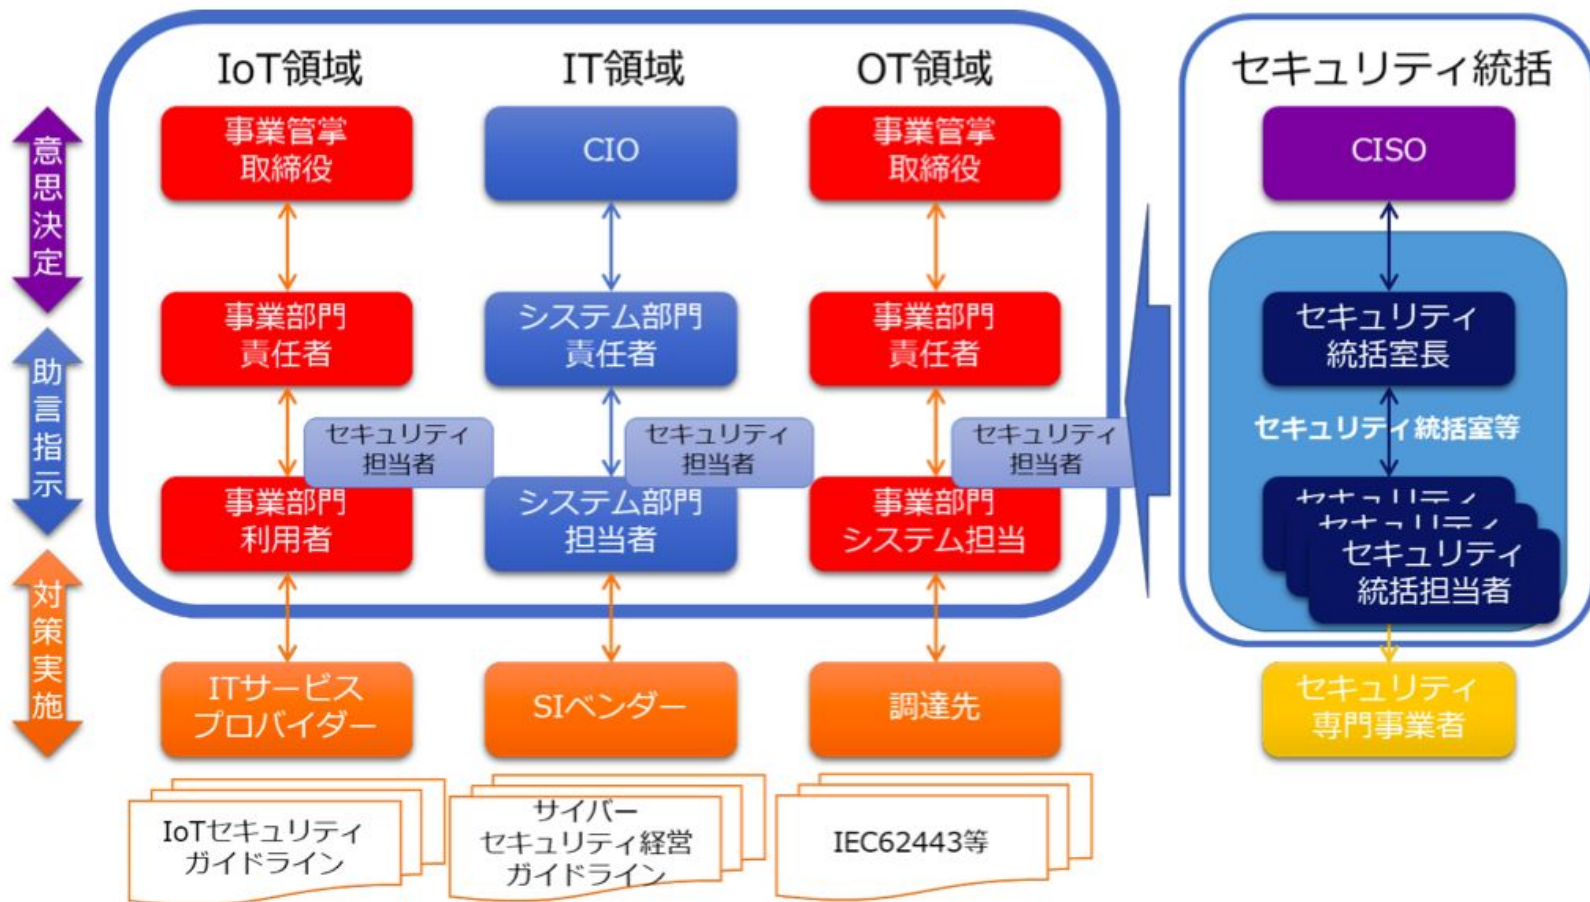 IoT領域
IT領域
OT領域
セキュリティ統括
意思決定
助言指示
対策実施
事業管掌
取締役
CIO
事業管掌
取締役
CISO
事業部門
責任者
システム部門
責任者
事業部門
責任者
セキュリティ
統括室長
セキュリティ
担当者
セキュリティ
担当者
セキュリティ
担当者
セキュリティ統括室等
事業部門
利用者
システム部門
担当者
事業部門
システム担当
セキュリティ
セキュリティ
セキュリティ
統括担当者
ITサービス
プロバイダー
SIベンダー
調達先
セキュリティ
専門事業者
IoTセキュリティ
ガイドライン
サイバー
セキュリティ経営
ガイドライン
IEC62443等